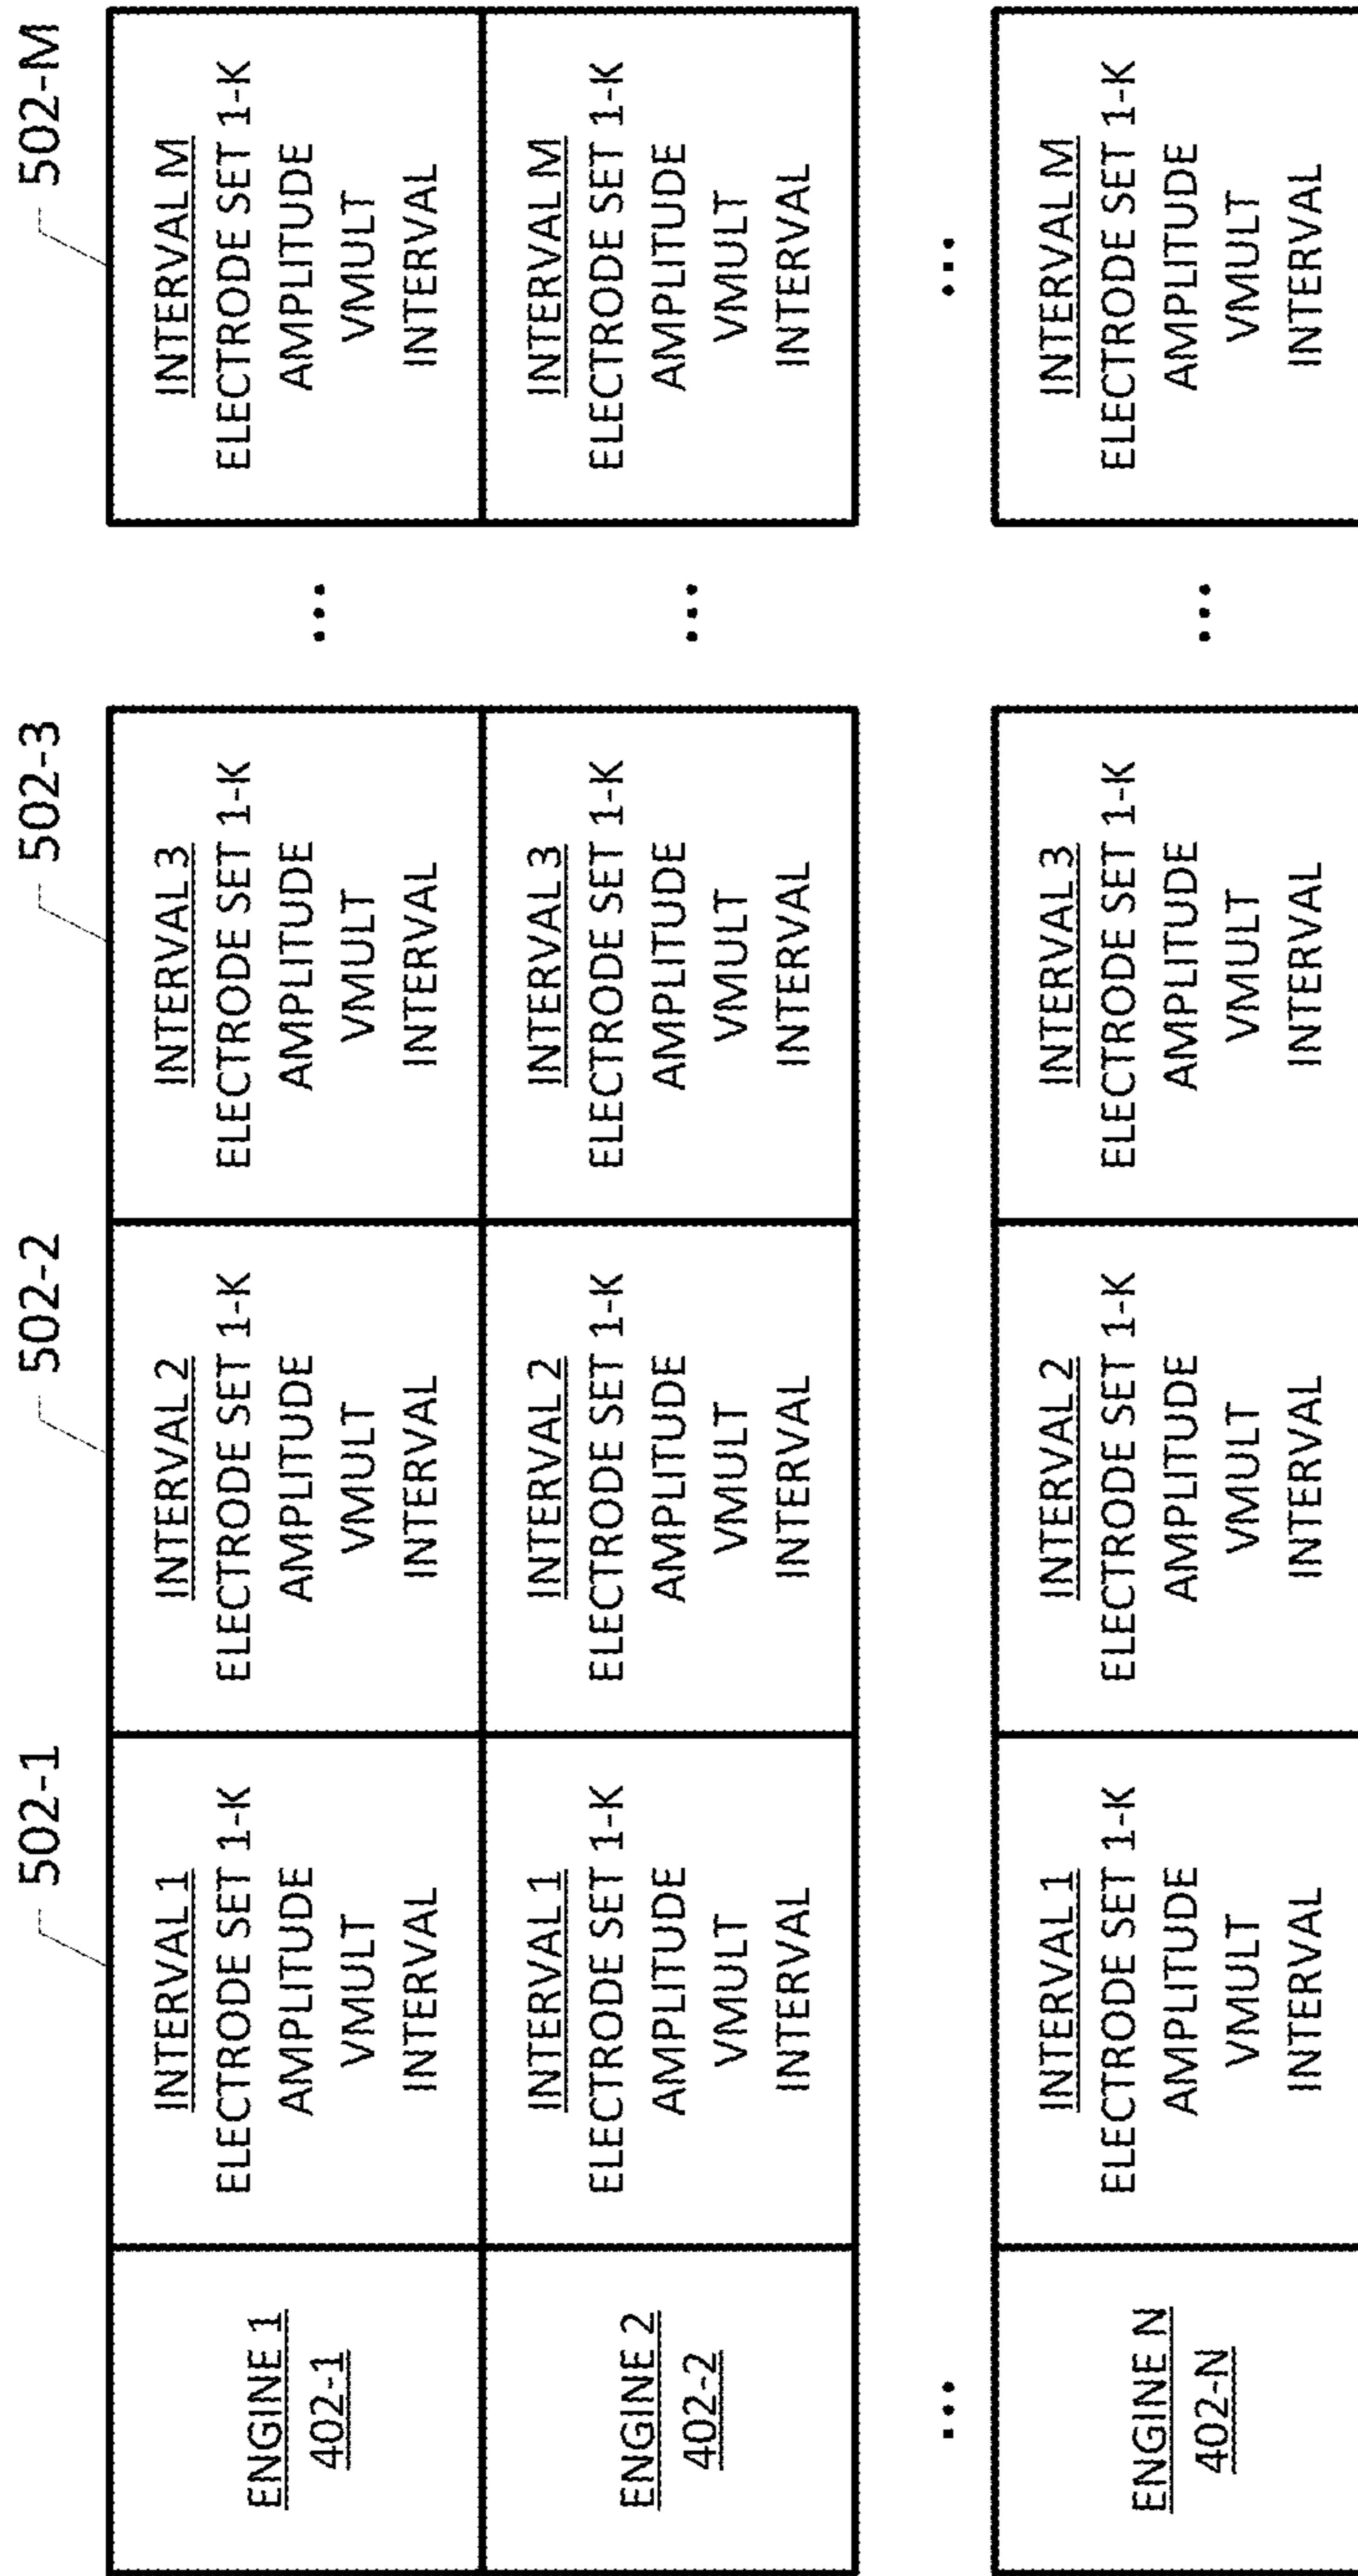 502-1
502-2
502-3
502-M
ENGINE 1
402-1
INTERVAL 1
ELECTRODE SET 1-K
AMPLITUDE
VMULT
INTERVAL
INTERVAL 2
ELECTRODE SET 1-K
AMPLITUDE
VMULT
INTERVAL
INTERVAL 3
ELECTRODE SET 1-K
AMPLITUDE
VMULT
INTERVAL
...
INTERVAL M
ELECTRODE SET 1-K
AMPLITUDE
VMULT
INTERVAL
ENGINE 2
402-2
INTERVAL 1
ELECTRODE SET 1-K
AMPLITUDE
VMULT
INTERVAL
INTERVAL 2
ELECTRODE SET 1-K
AMPLITUDE
VMULT
INTERVAL
INTERVAL 3
ELECTRODE SET 1-K
AMPLITUDE
VMULT
INTERVAL
...
INTERVAL M
ELECTRODE SET 1-K
AMPLITUDE
VMULT
INTERVAL
...
...
ENGINE N
402-N
INTERVAL 1
ELECTRODE SET 1-K
AMPLITUDE
VMULT
INTERVAL
INTERVAL 2
ELECTRODE SET 1-K
AMPLITUDE
VMULT
INTERVAL
INTERVAL 3
ELECTRODE SET 1-K
AMPLITUDE
VMULT
INTERVAL
...
INTERVAL M
ELECTRODE SET 1-K
AMPLITUDE
VMULT
INTERVAL